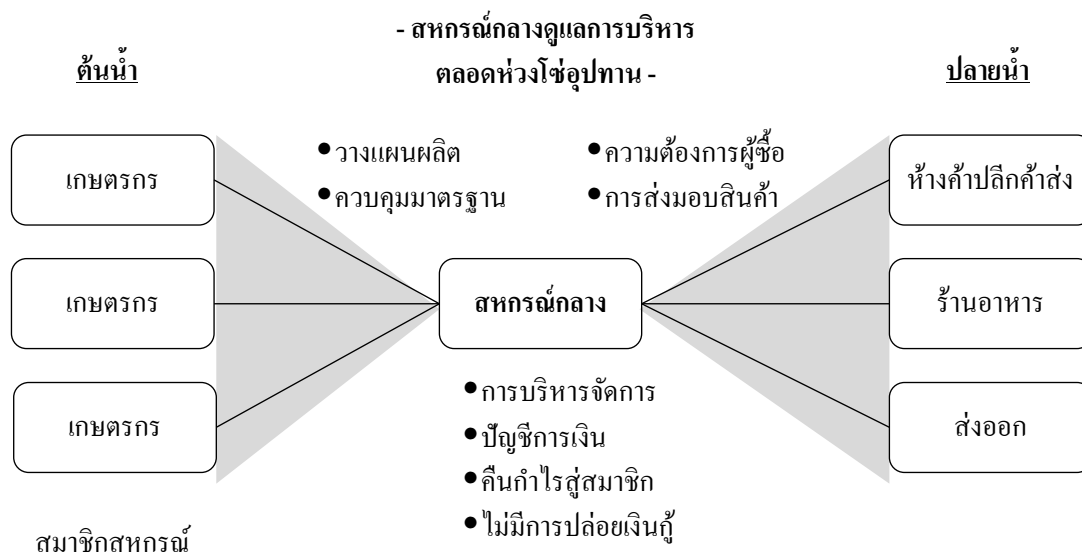 - สหกรณ์กลางดูแลการบริหาร
ตลอดห่วงโซ่อุปทาน -
ต้นน้ำ
ปลายน้ำ
●วางแผนผลิต
●ควบคุมมาตรฐาน
●ความต้องการผู้ซื้อ
●การส่งมอบสินค้า
เกษตรกร
เกษตรกร
เกษตรกร
สหกรณ์กลาง
ห้างค้าปลีกค้าส่ง
ร้านอาหาร
ส่งออก
●การบริหารจัดการ
●บัญชีการเงิน
●คืนกำไรสู่สมาชิก
●ไม่มีการปล่อยเงินกู้
สมาชิกสหกรณ์